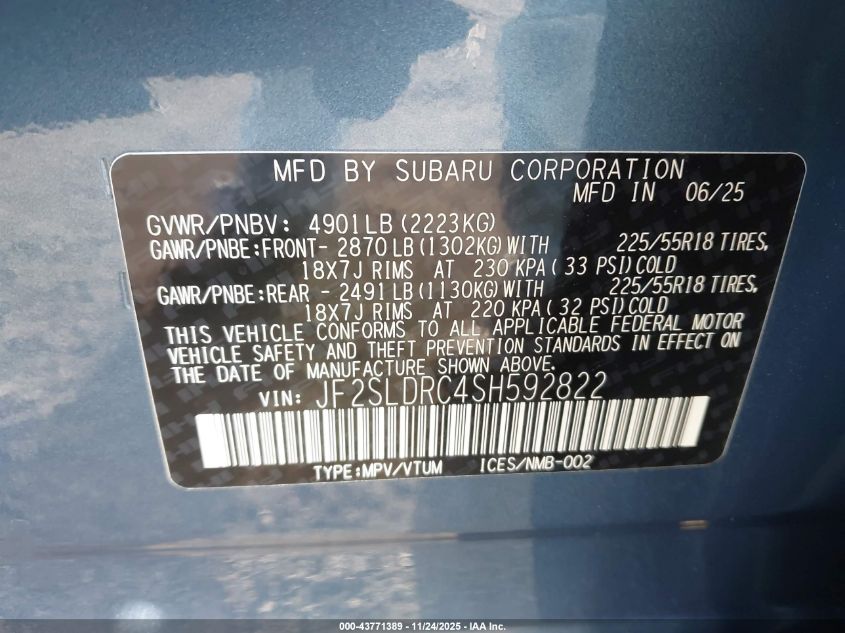 MFD BY SUBARU CORPORATION
MFD IN 06/25
GVWR/PNBV: 4901LB (2223KG)
GAWR/PNBE:FRONT- 2870 LB (1302KG) WITH 225/55R18 TIRES,
18X7J RIMS AT 230 KPA ( 33 PSI) COLD
GAWR/PNBE:REAR - 2491 LB (1130KG) WITH 225/55R18 TIRES,
18X7J RIMS AT 220 KPA ( 32 PSI) COLD
THIS VEHICLE CONFORMS TO ALL APPLICABLE FEDERAL MOTOR
VEHICLE SAFETY AND THEFT PREVENTION STANDARDS IN EFFECT ON
THE DATE OF MANUFACTURE SHOWN ABOVE.
VIN: JF2SLDRC4SH592822
TYPE:MPV/VTUM ICES/NMB-002
000-43771389 - 11/24/2025 - IAA Inc.